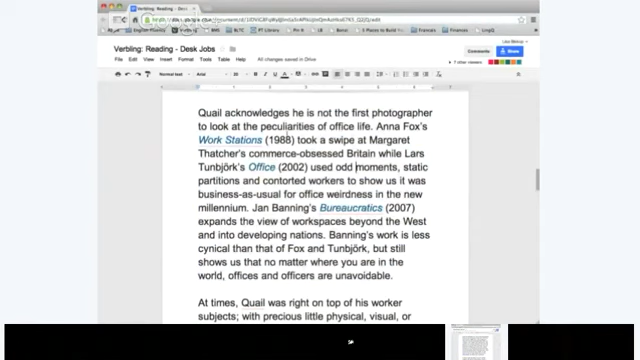 Verbling: Reading - Desk Jobs
File Edit View Insert Format Tools Table Help All changes saved in Drive
Comments Share
7 other viewers
Normal text Arial
Quail acknowledges he is not the first photographer
to look at the peculiarities of office life. Anna Fox's
Work Stations (1988) took a swipe at Margaret
Thatcher's commerce-obsessed Britain while Lars
Tunbjörk's Office (2002) used odd moments, static
partitions and contorted workers to show us it was
business-as-usual for office weirdness in the new
millennium. Jan Banning's Bureaucratics (2007)
expands the view of workspaces beyond the West
and into developing nations. Banning's work is less
cynical than that of Fox and Tunbjörk, but still
shows us that no matter where you are in the
world, offices and officers are unavoidable.
At times, Quail was right on top of his worker
subjects; with precious little physical, visual, or